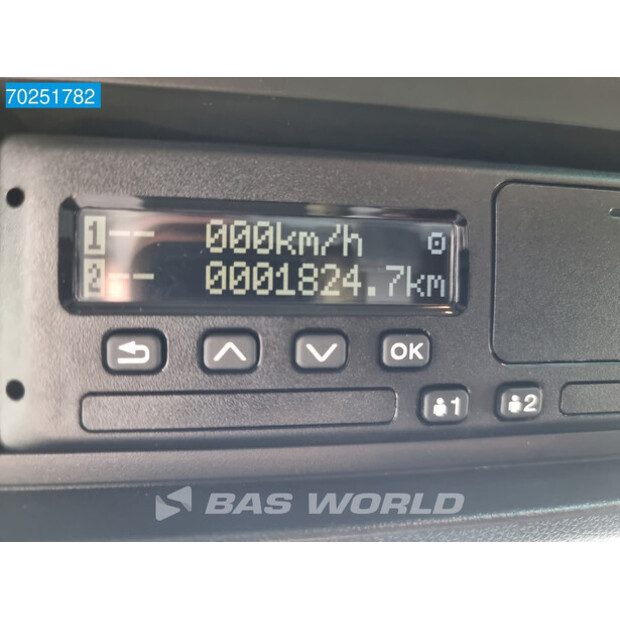 70251782
1 -- 000km/h
2 -- 0001824.7km
OK
1 2
BAS WORLD